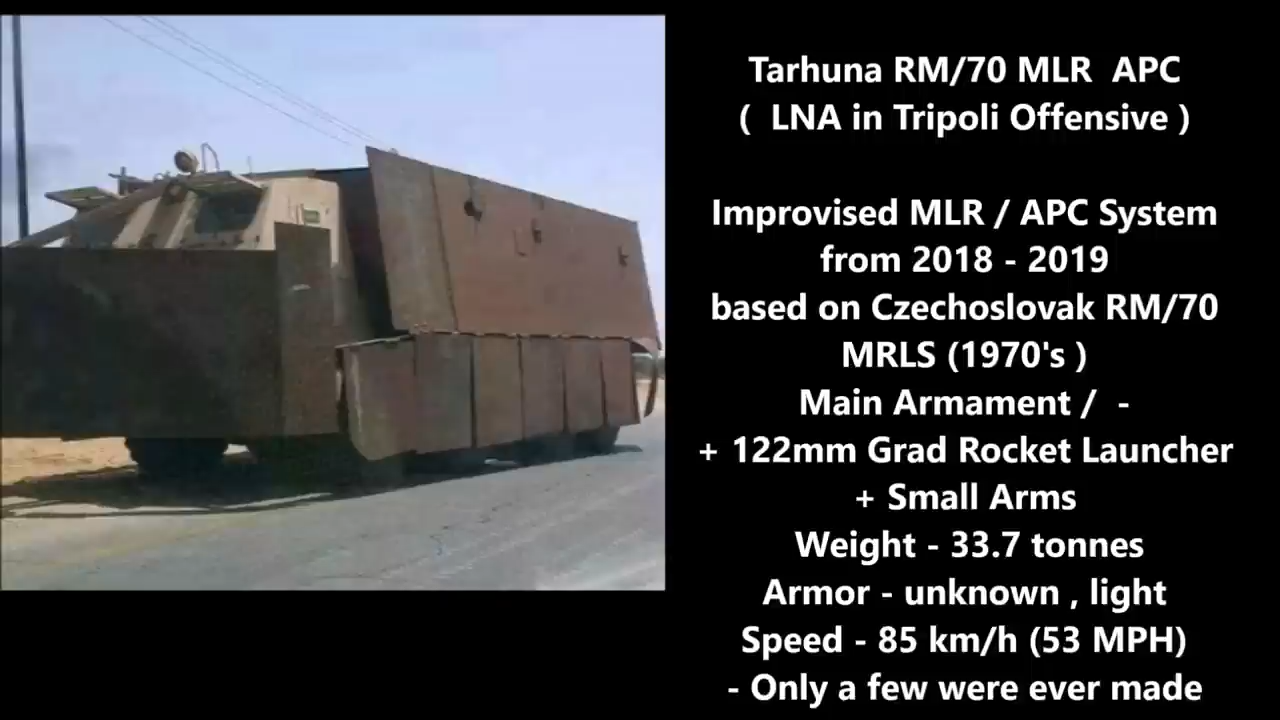 Tarhuna RM/70 MLR  APC
(  LNA in Tripoli Offensive )
Improvised MLR / APC System
from 2018 - 2019
based on Czechoslovak RM/70
MRLS (1970's )
Main Armament /  -
+ 122mm Grad Rocket Launcher
+ Small Arms
Weight - 33.7 tonnes
Armor - unknown , light
Speed - 85 km/h (53 MPH)
- Only a few were ever made